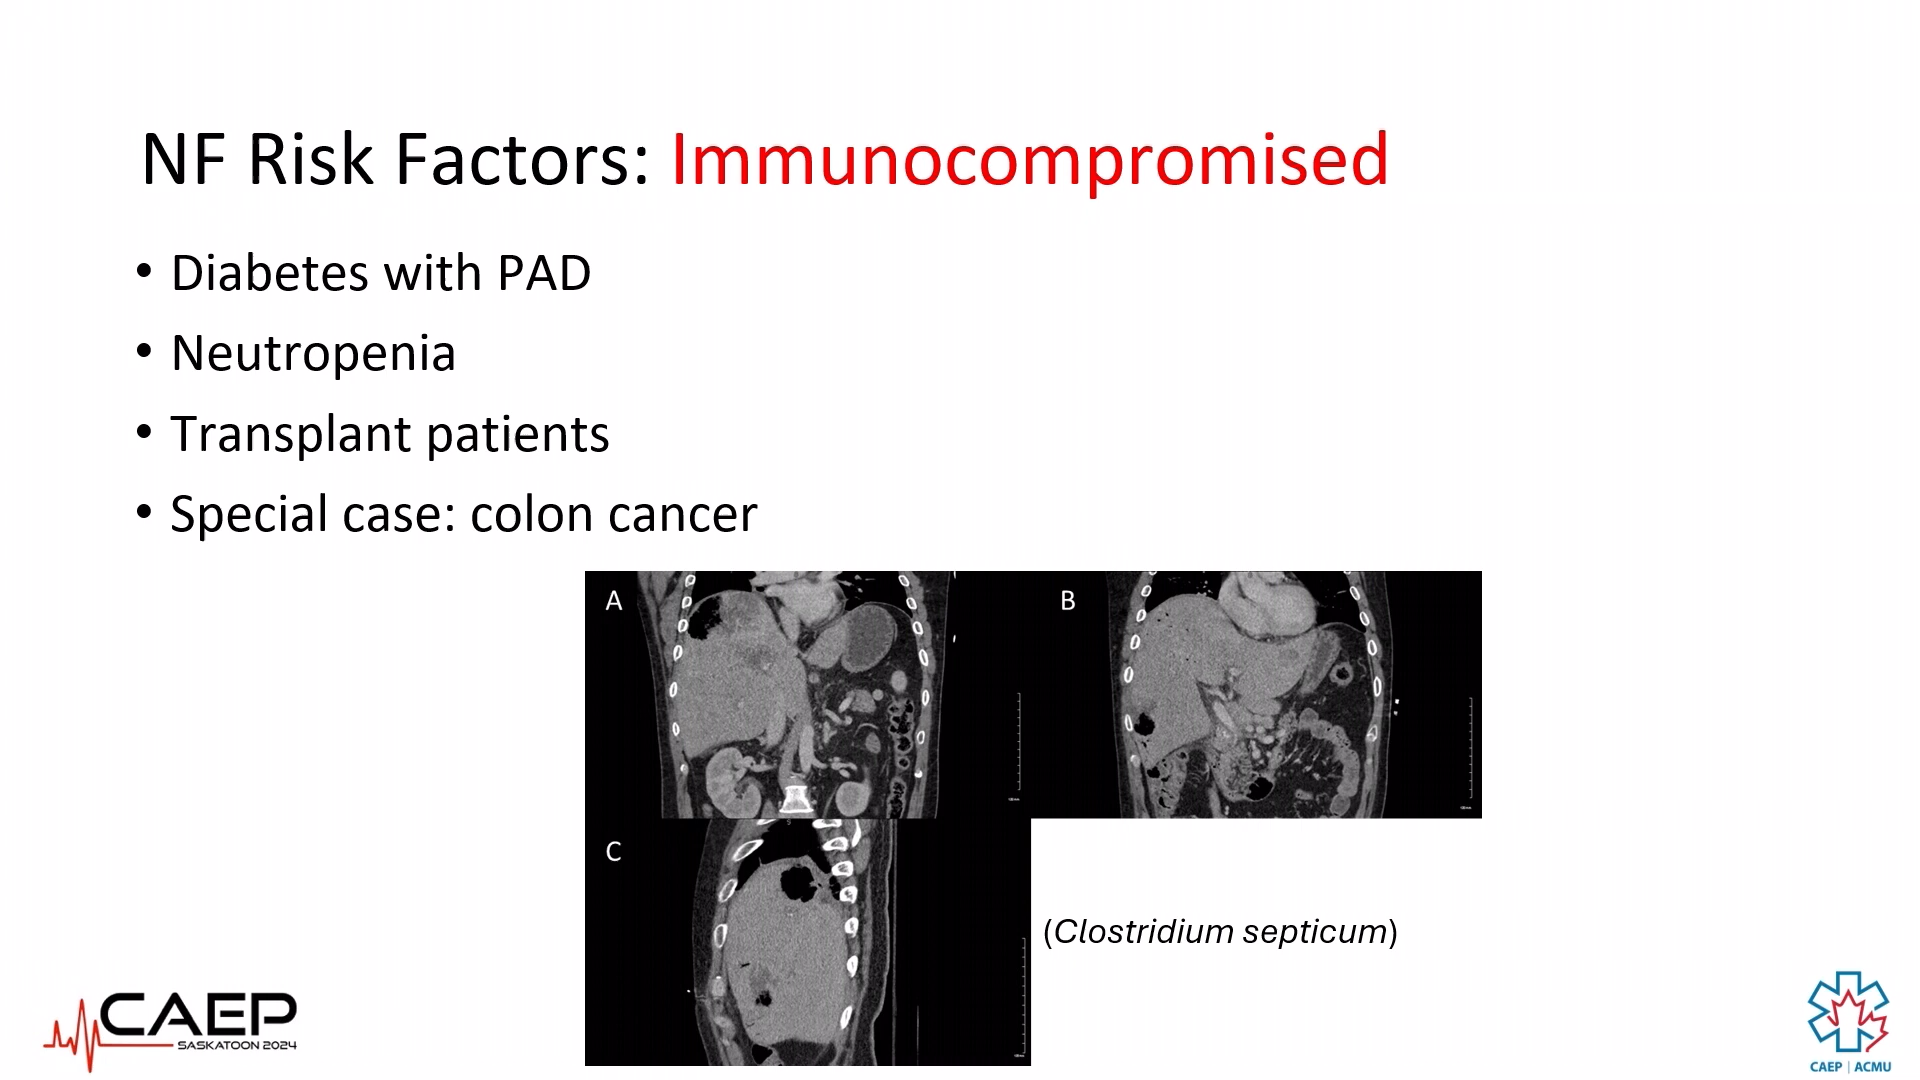 NF Risk Factors: Immunocompromised
• Diabetes with PAD
• Neutropenia
• Transplant patients
• Special case: colon cancer
A
B
C
(Clostridium septicum)
CAEP
SASKATOON 2024
CAEP | ACMU